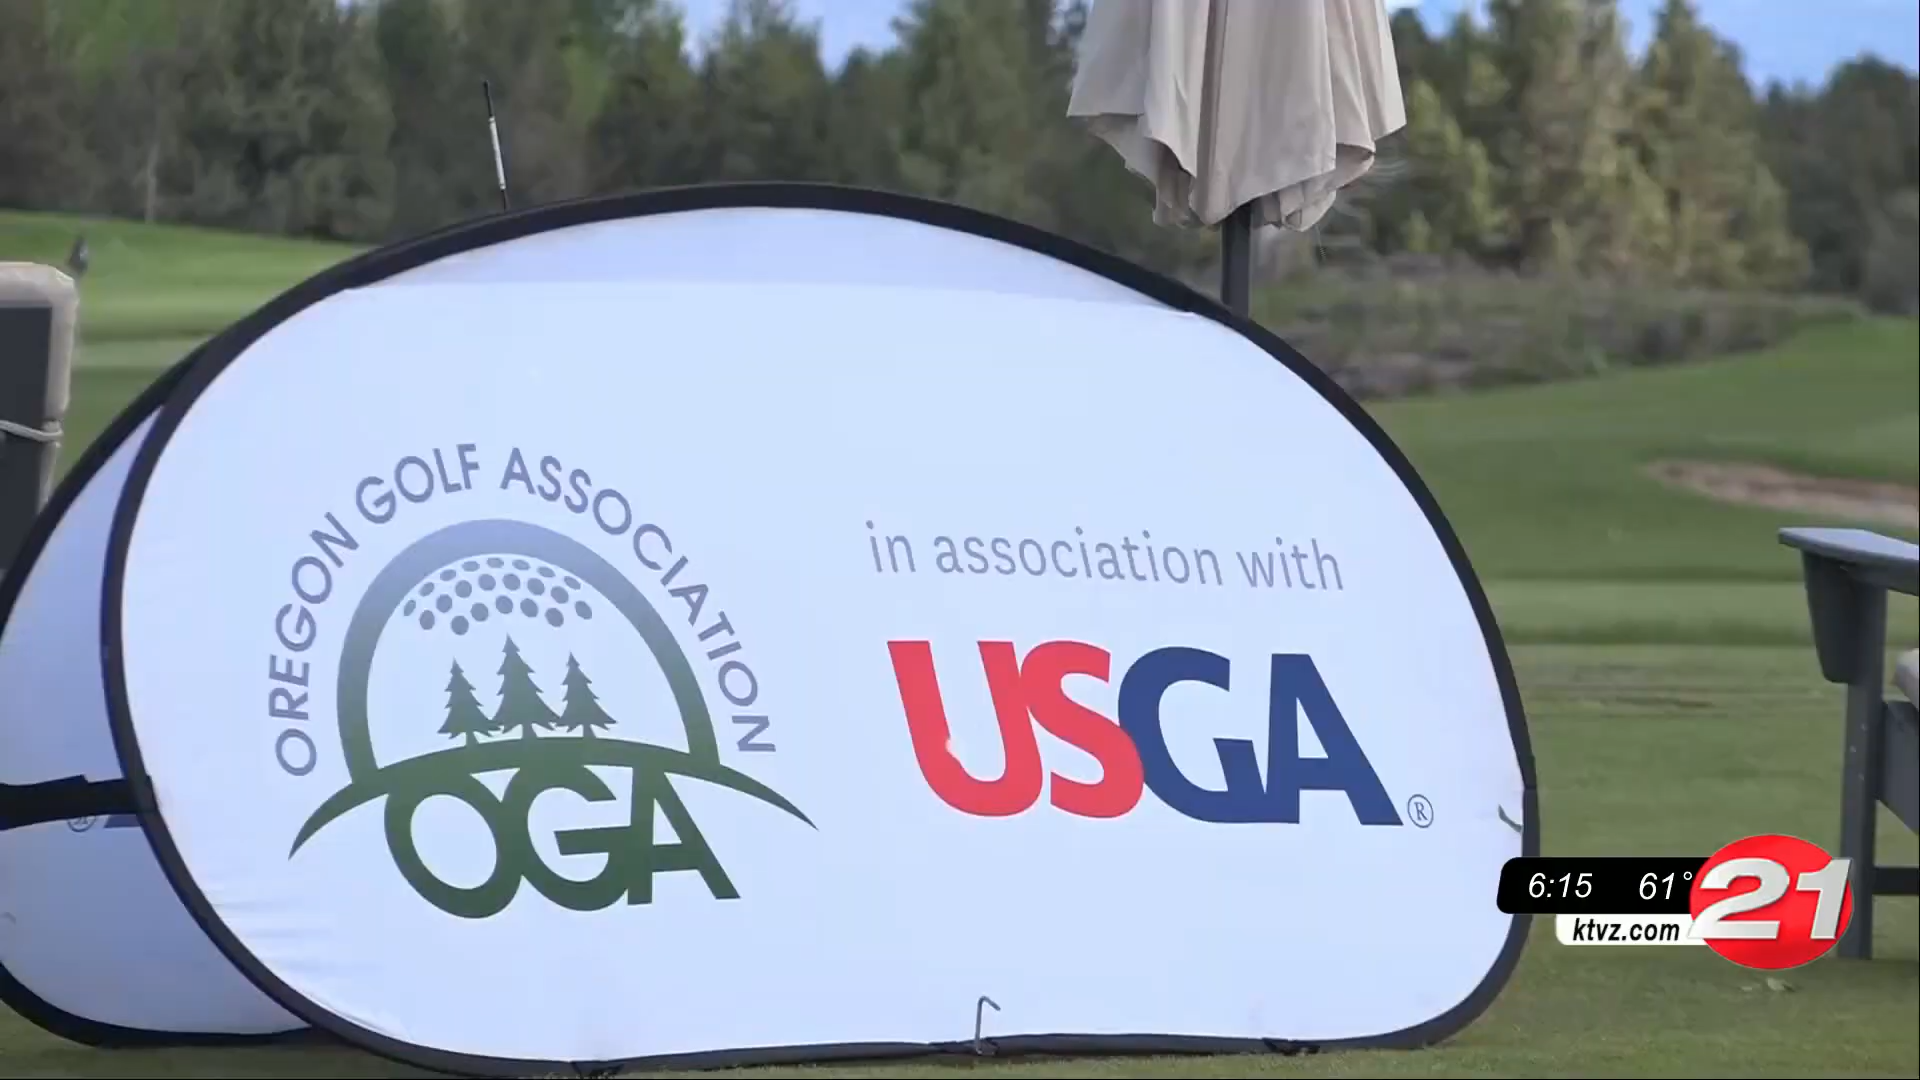 OREGON GOLF ASSOCIATION
OGA
in association with
USGA®
6:15 61°
21
ktvz.com